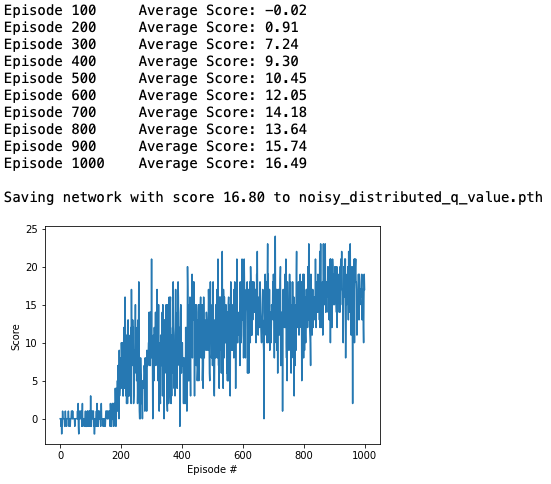 Episode 100 Average Score: -0.02
Episode 200 Average Score: 0.91
Episode 300 Average Score: 7.24
Episode 400 Average Score: 9.30
Episode 500 Average Score: 10.45
Episode 600 Average Score: 12.05
Episode 700 Average Score: 14.18
Episode 800 Average Score: 13.64
Episode 900 Average Score: 15.74
Episode 1000 Average Score: 16.49
Saving network with score 16.80 to noisy_distributed_q_value.pth
25
20
15
10
5
0
Score
0 200 400 600 800 1000
Episode #